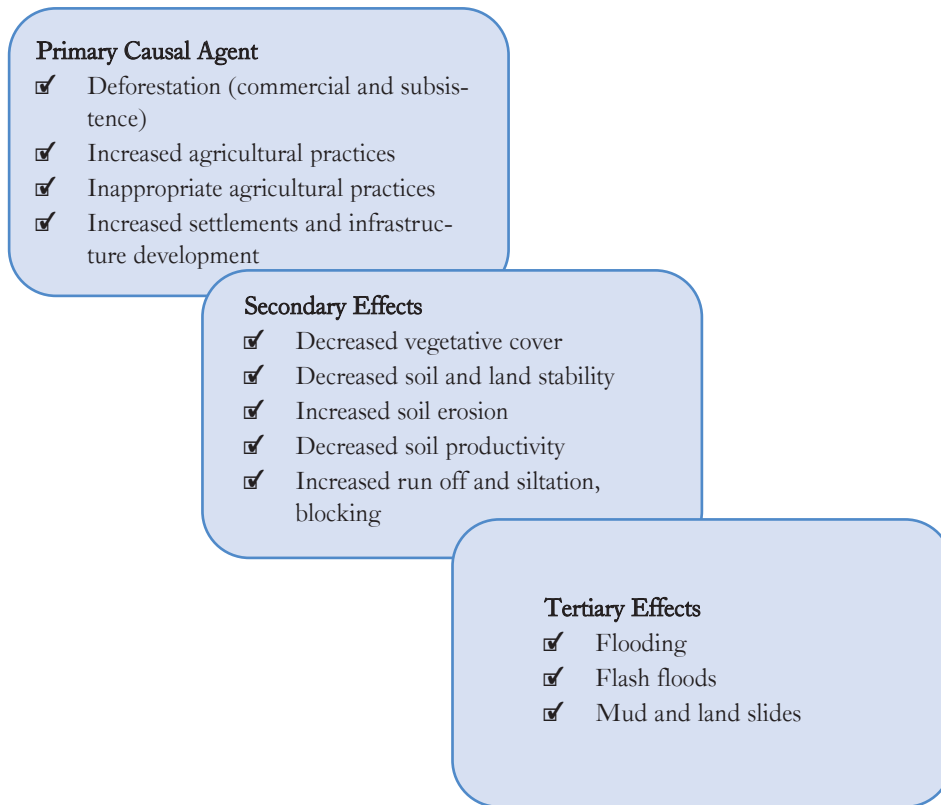 Primary Causal Agent
Deforestation (commercial and subsis-
tence)
Increased agricultural practices
Inappropriate agricultural practices
Increased settlements and infrastruc-
ture development
Secondary Effects
Decreased vegetative cover
Decreased soil and land stability
Increased soil erosion
Decreased soil productivity
Increased run off and siltation,
blocking
Tertiary Effects
Flooding
Flash floods
Mud and land slides